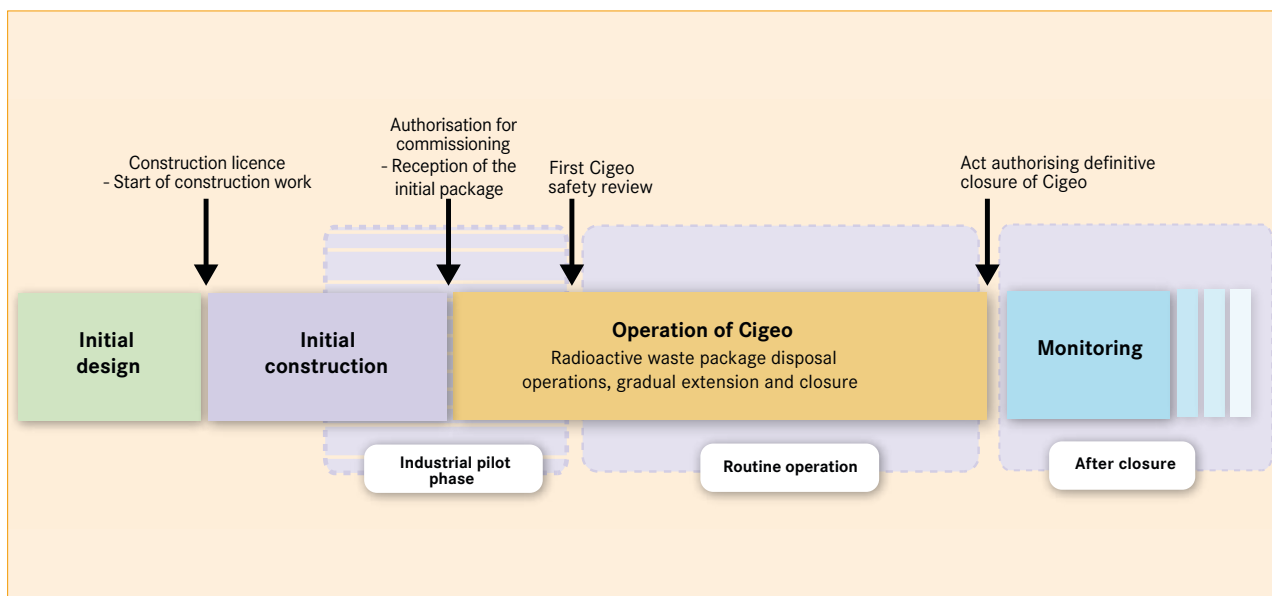 Construction licence
- Start of construction work
Authorisation for
commissioning
- Reception of the
initial package
First Cigeo
safety review
Act authorising definitive
closure of Cigeo
Initial
design
Initial
construction
Operation of Cigeo
Radioactive waste package disposal
operations, gradual extension and closure
Monitoring
Industrial pilot
phase
Routine operation
After closure